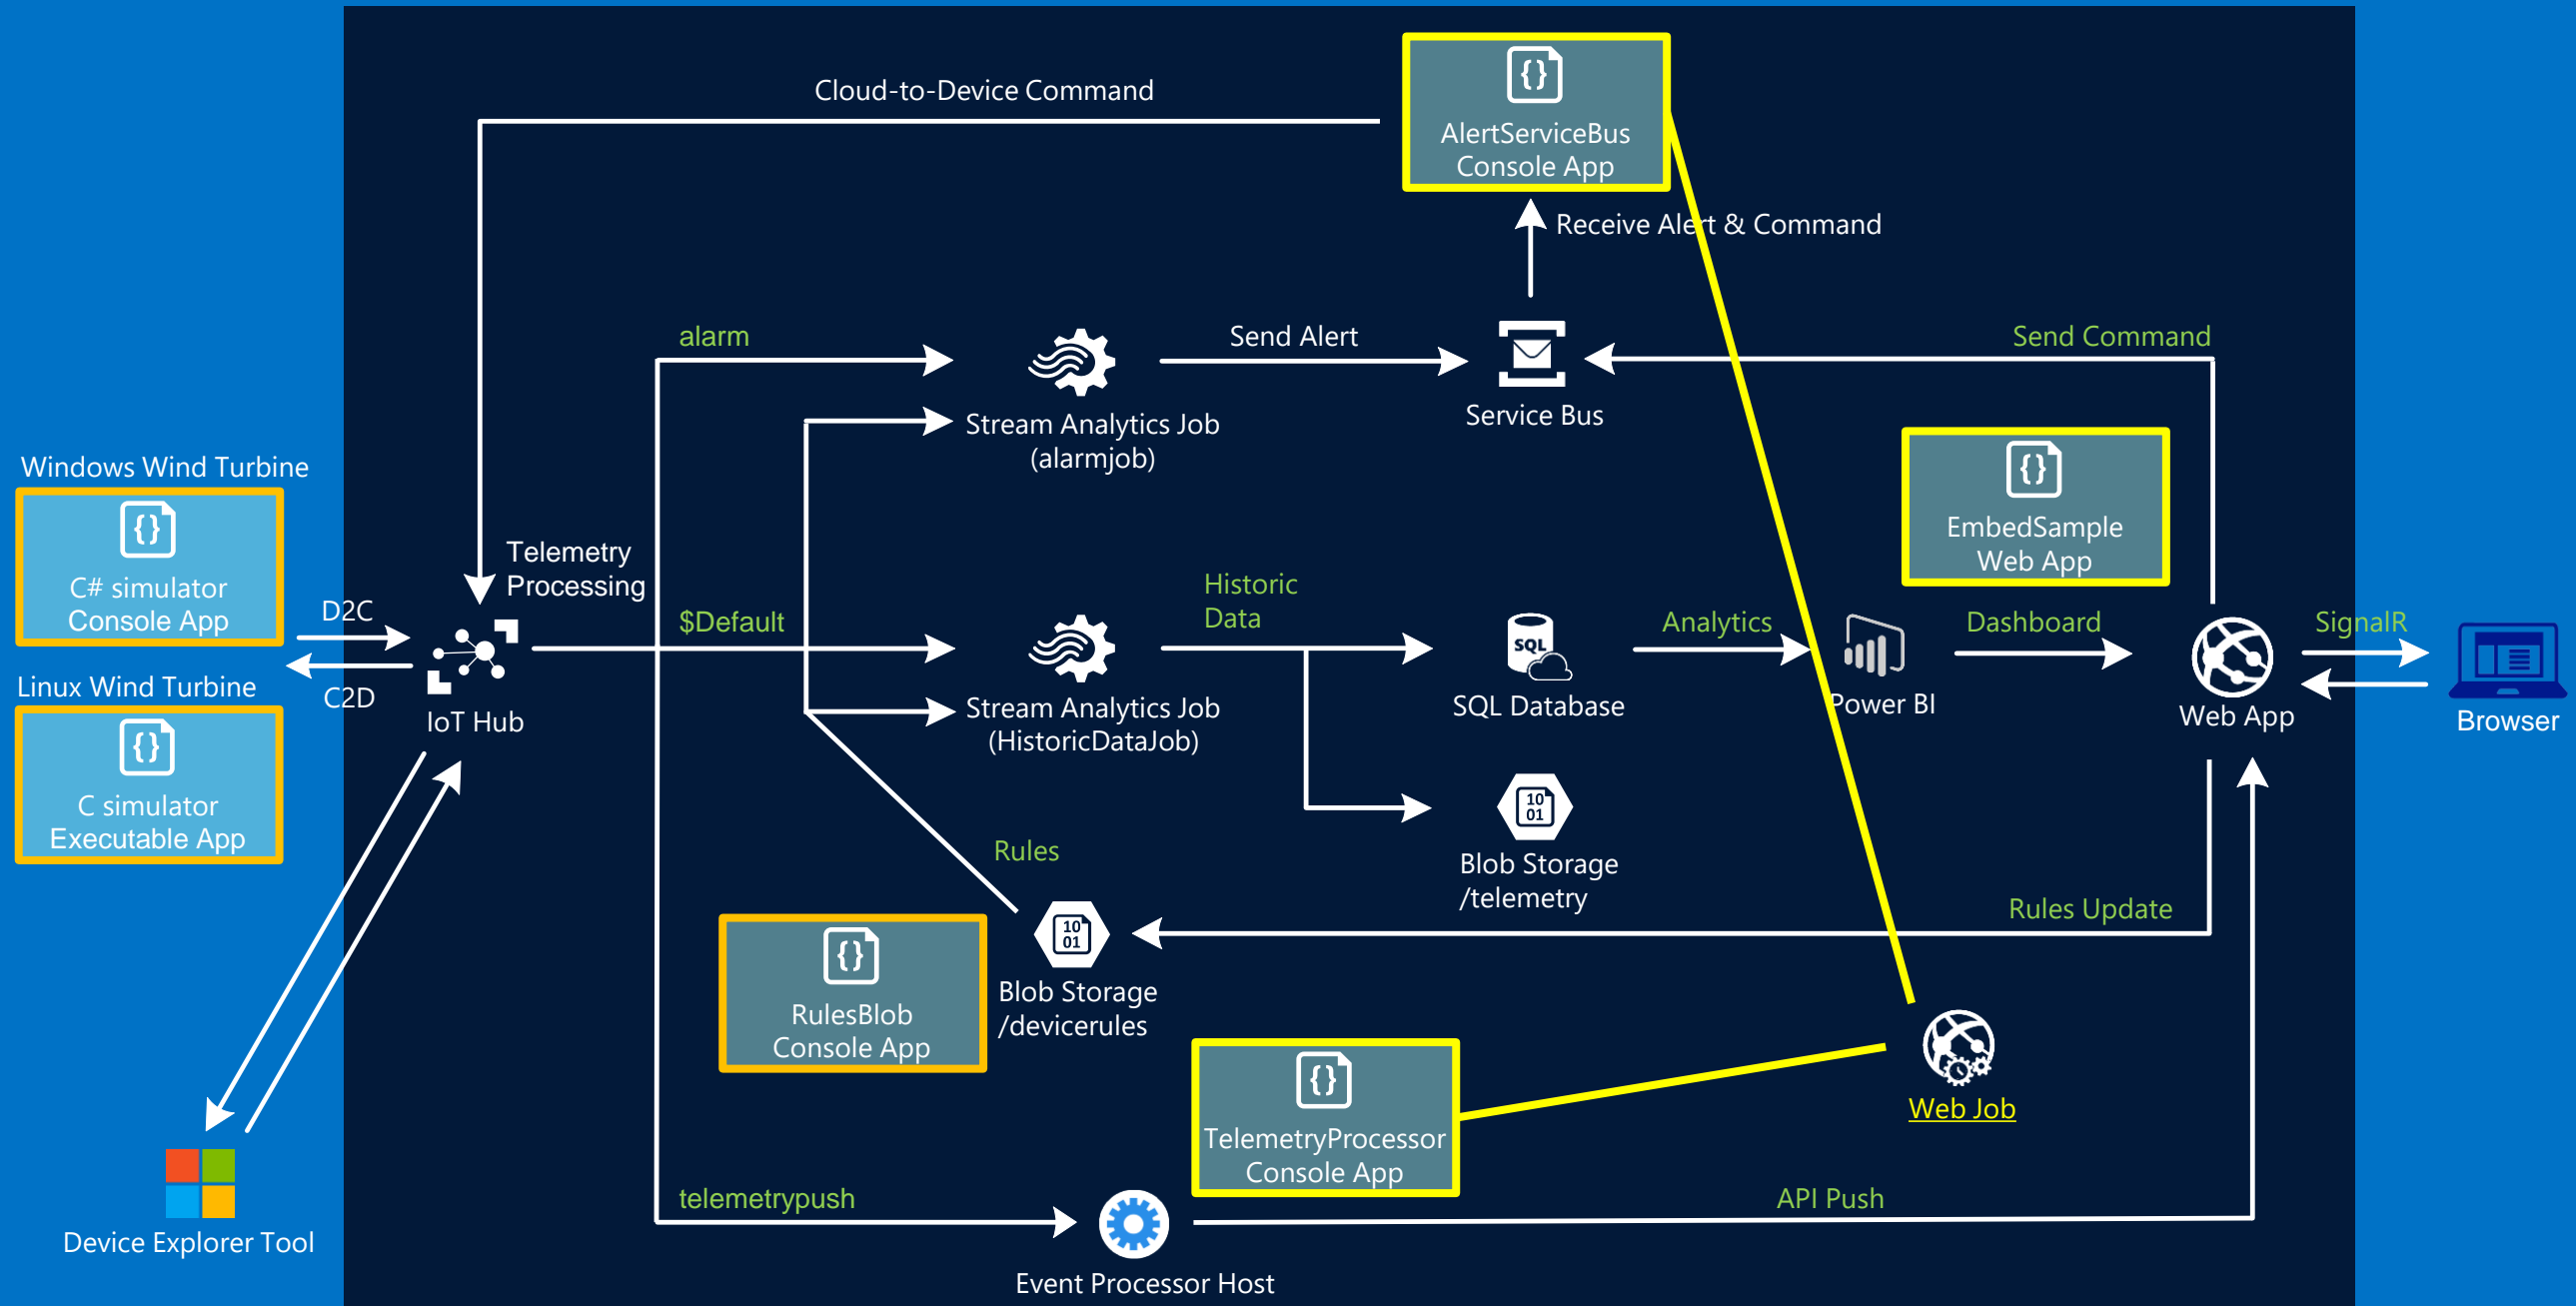 Cloud-to-Device Command
{}
AlertServiceBus
Console App
Receive Alert & Command
alarm
Send Alert
Send Command
Stream Analytics Job
(alarmjob)
Service Bus
Windows Wind Turbine
{}
C# simulator
Console App
{}
EmbedSample
Web App
Telemetry
Processing
D2C
C2D
IoT Hub
$Default
Historic
Data
SQL
Analytics
Dashboard
SignalR
Linux Wind Turbine
{}
C simulator
Executable App
Stream Analytics Job
(HistoricDataJob)
SQL Database
Power BI
Web App
Browser
10
01
Blob Storage
/telemetry
Rules
Rules Update
{}
RulesBlob
Console App
10
01
Blob Storage
/devicerules
{}
TelemetryProcessor
Console App
Web Job
telemetrypush
API Push
Device Explorer Tool
Event Processor Host